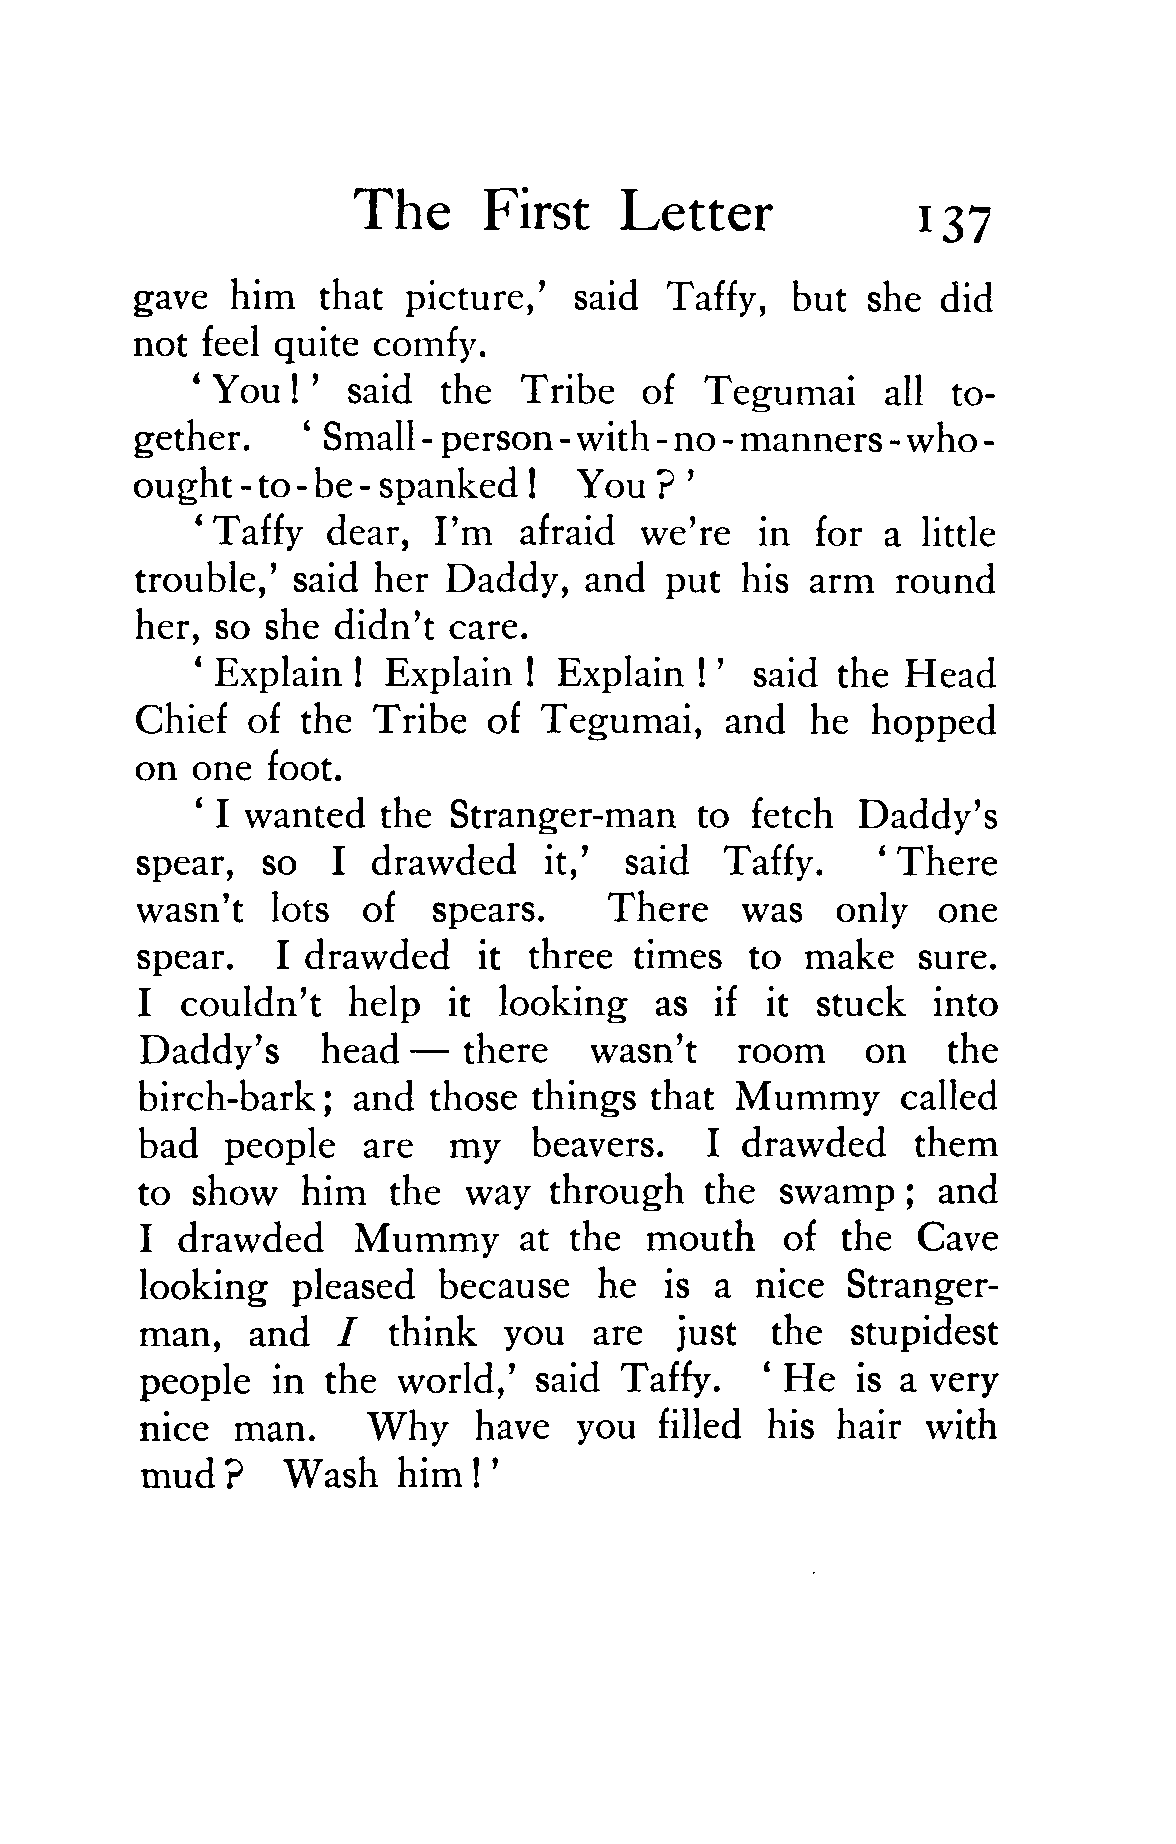 The First Letter 137
gave him that picture,' said Taffy, but she did
not feel quite comfy.
'You!' said the Tribe of Tegumai all to-
gether. 'Small-person-with-no-manners-who-
ought-to-be-spanked! You?'
'Taffy dear, I'm afraid we're in for a little
trouble,' said her Daddy, and put his arm round
her, so she didn't care.
'Explain! Explain! Explain!' said the Head
Chief of the Tribe of Tegumai, and he hopped
on one foot.
'I wanted the Stranger-man to fetch Daddy's
spear, so I drawded it,' said Taffy. 'There
wasn't lots of spears. There was only one
spear. I drawded it three times to make sure.
I couldn't help it looking as if it stuck into
Daddy's head — there wasn't room on the
birch-bark; and those things that Mummy called
bad people are my beavers. I drawded them
to show him the way through the swamp; and
I drawded Mummy at the mouth of the Cave
looking pleased because he is a nice Stranger-
man, and I think you are just the stupidest
people in the world,' said Taffy. 'He is a very
nice man. Why have you filled his hair with
mud? Wash him!'